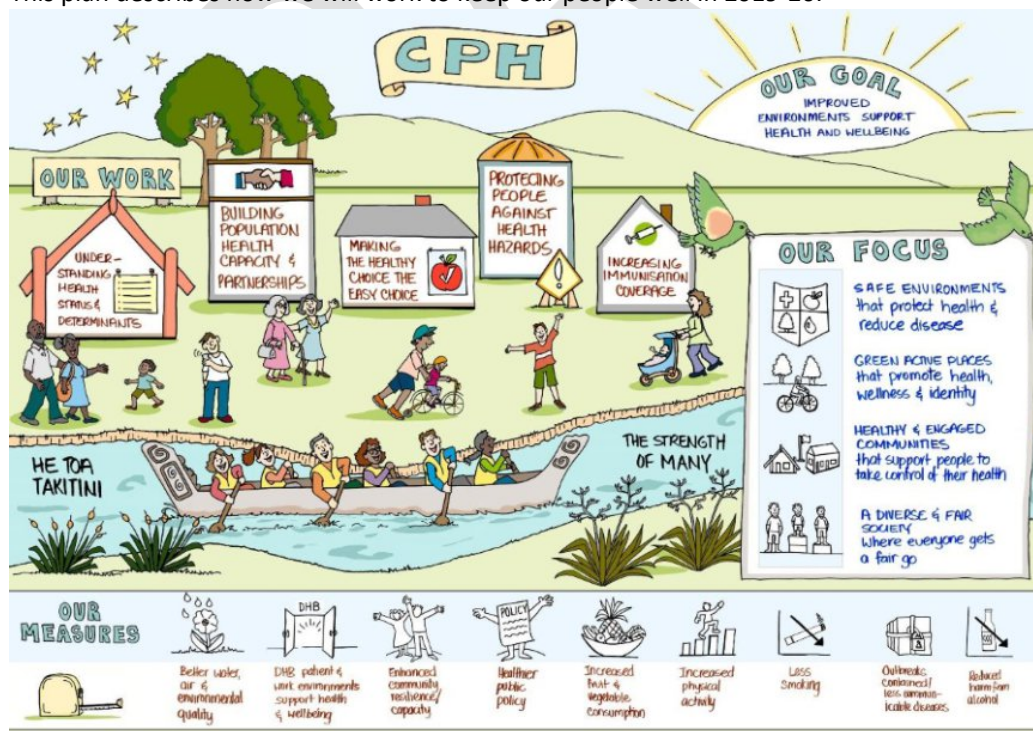 This plan describes how we will work to keep our people well in 2015-16.
CPH
OUR GOAL
IMPROVED
ENVIRONMENTS SUPPORT
HEALTH AND WELLBEING
OUR WORK
UNDER-
STANDING
HEALTH
STATUS &
DETERMINANTS
BUILDING
POPULATION
HEALTH
CAPACITY &
PARTNERSHIPS
MAKING
THE HEALTHY
CHOICE THE
EASY CHOICE
PROTECTING
PEOPLE
AGAINST
HEALTH
HAZARDS
INCREASING
IMMUNISATION
COVERAGE
OUR FOCUS
SAFE ENVIRONMENTS
that protect health &
reduce disease
GREEN ACTIVE PLACES
that promote health,
wellness & identity
HEALTHY & ENGAGED
COMMUNITIES
that support people to
take control of their health
A DIVERSE & FAIR
SOCIETY
where everyone gets
a fair go
HE TOA
TAKITINI
THE STRENGTH
OF MANY
OUR
MEASURES
Better water,
air &
environmental
quality
DHB
DHB patient &
work environments
support health
& wellbeing
Enhanced
community
resilience/
capacity
POLICY
Healthier
public
policy
Increased
fruit &
vegetable
consumption
Increased
physical
activity
Less
smoking
Outbreaks
contained/
less commun-
icable diseases
Reduced
harm from
alcohol